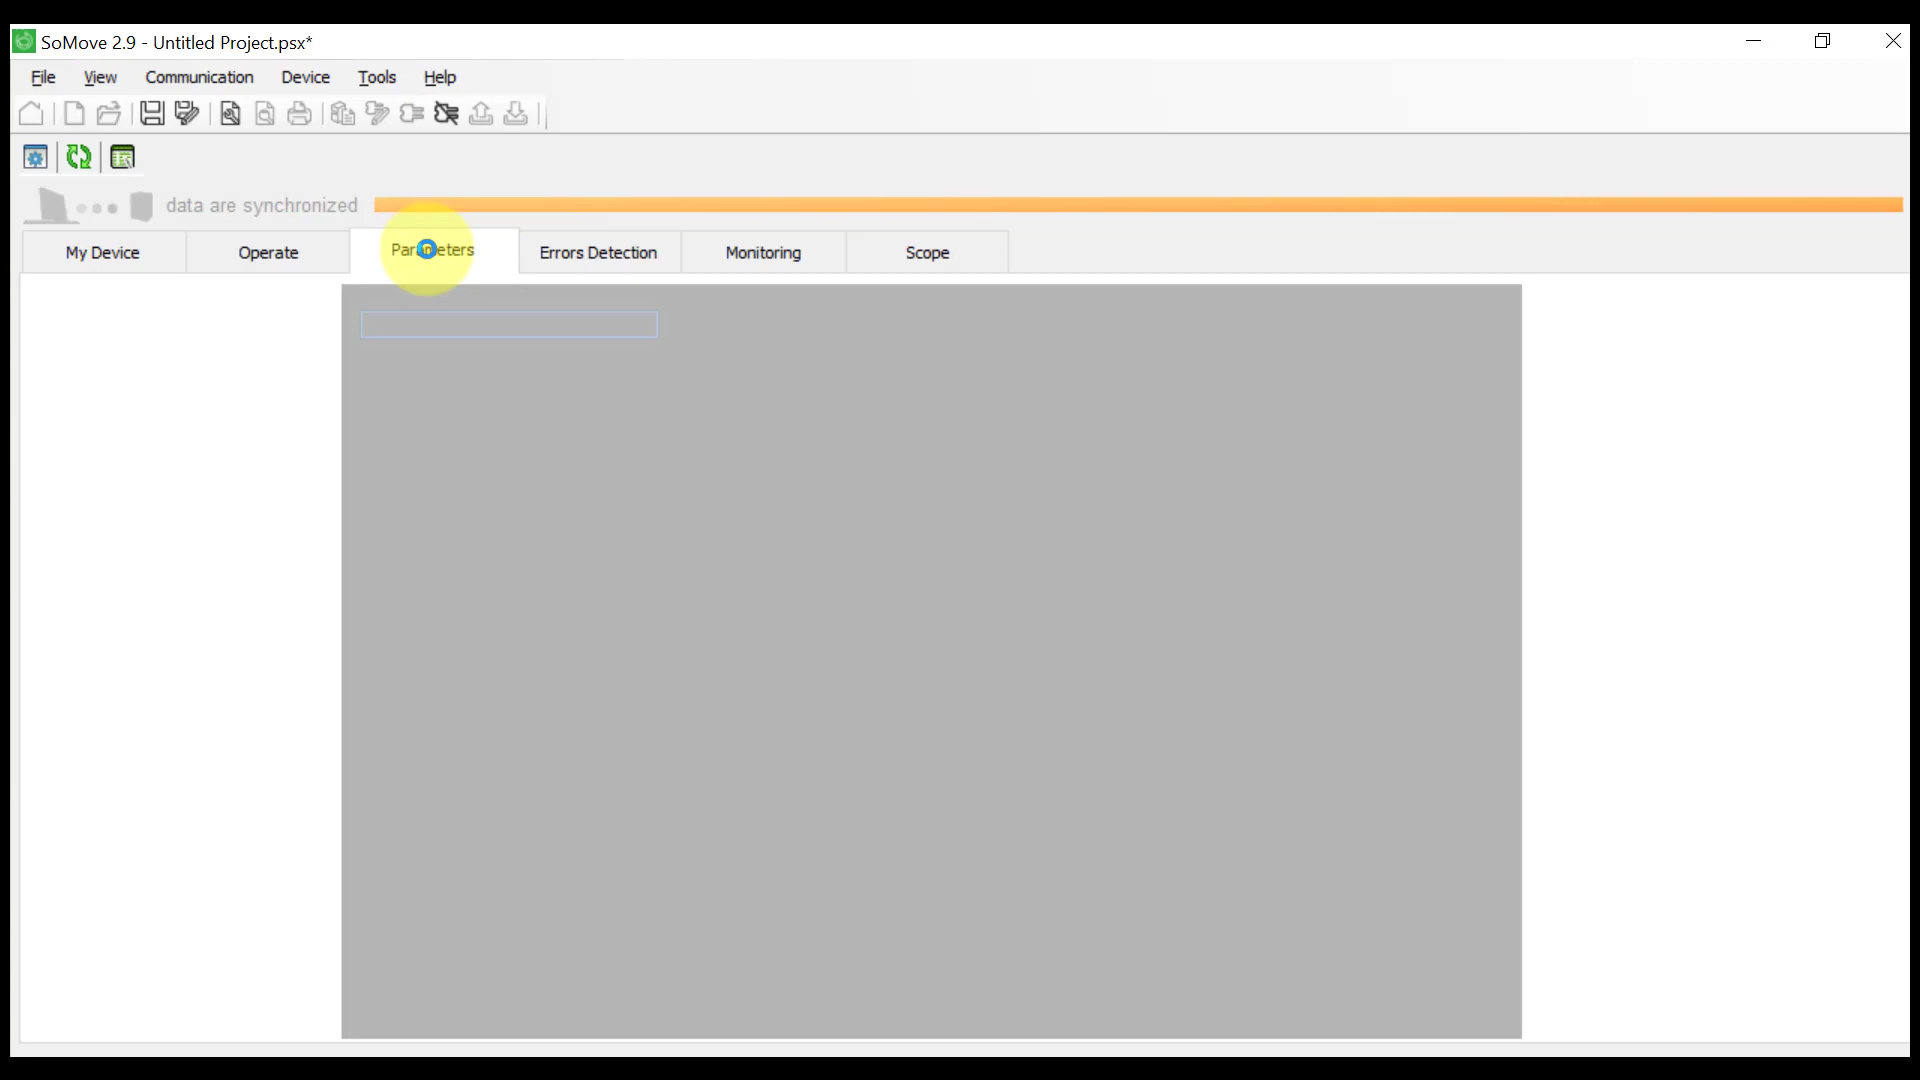 SoMove 2.9 - Untitled Project.psx*
File View Communication Device Tools Help
data are synchronized
My Device Operate Parameters Errors Detection Monitoring Scope